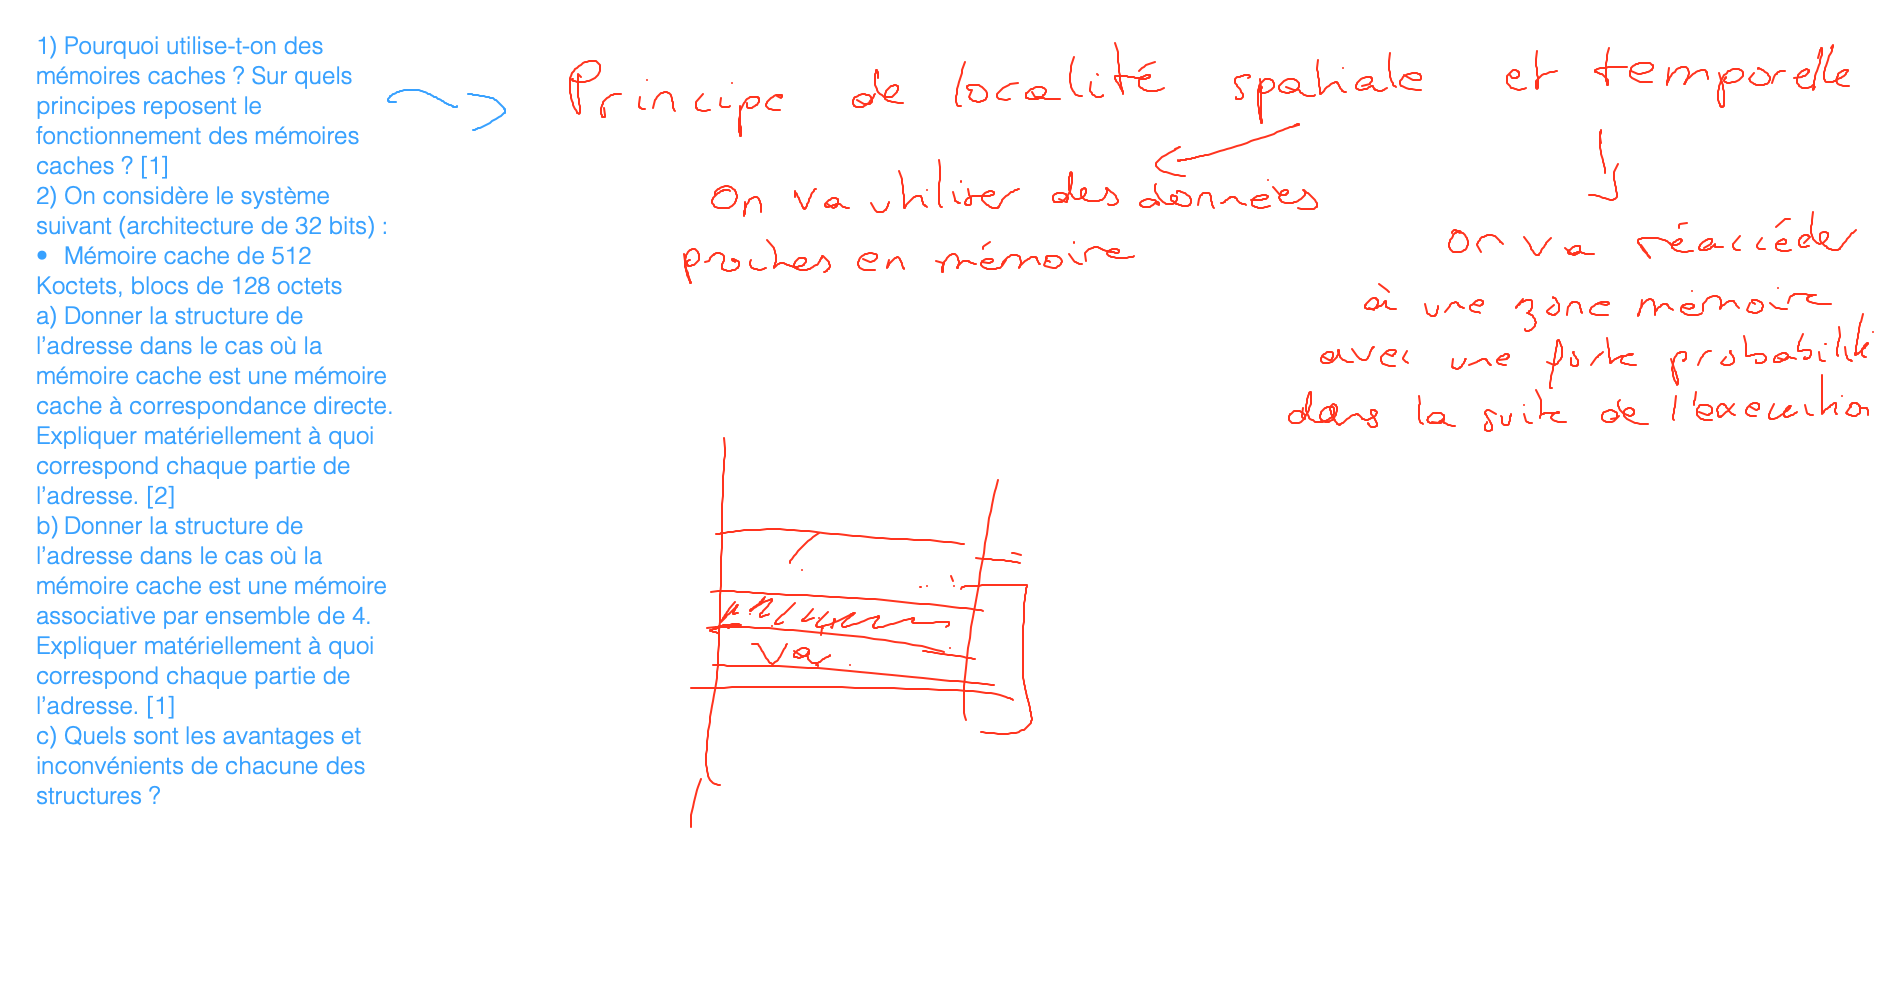 1) Pourquoi utilise-t-on des
mémoires caches ? Sur quels
principes reposent le
fonctionnement des mémoires
caches ? [1]
2) On considère le système
suivant (architecture de 32 bits) :
• Mémoire cache de 512
Koctets, blocs de 128 octets
a) Donner la structure de
l’adresse dans le cas où la
mémoire cache est une mémoire
cache à correspondance directe.
Expliquer matériellement à quoi
correspond chaque partie de
l’adresse. [2]
b) Donner la structure de
l’adresse dans le cas où la
mémoire cache est une mémoire
associative par ensemble de 4.
Expliquer matériellement à quoi
correspond chaque partie de
l’adresse. [1]
c) Quels sont les avantages et
inconvénients de chacune des
structures ?
Principe de localité spatiale et temporelle
On va utiliser des données
proches en mémoire
On va réaccéder
à une zone mémoire
avec une forte probabilité
dans la suite de l'execution
Var